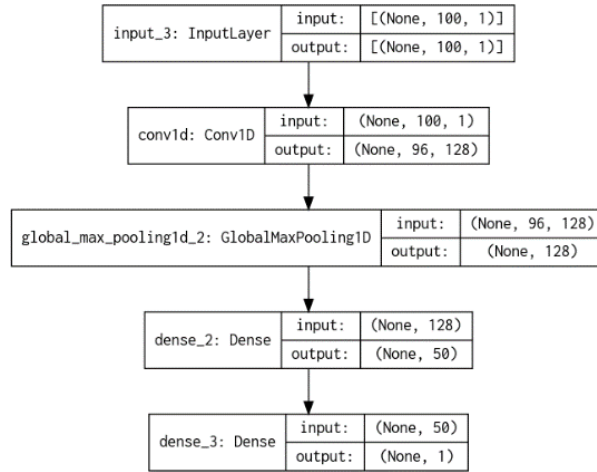 input_3: InputLayer
input: [(None, 100, 1)]
output: [(None, 100, 1)]
conv1d: Conv1D
input: (None, 100, 1)
output: (None, 96, 128)
global_max_pooling1d_2: GlobalMaxPooling1D
input: (None, 96, 128)
output: (None, 128)
dense_2: Dense
input: (None, 128)
output: (None, 50)
dense_3: Dense
input: (None, 50)
output: (None, 1)